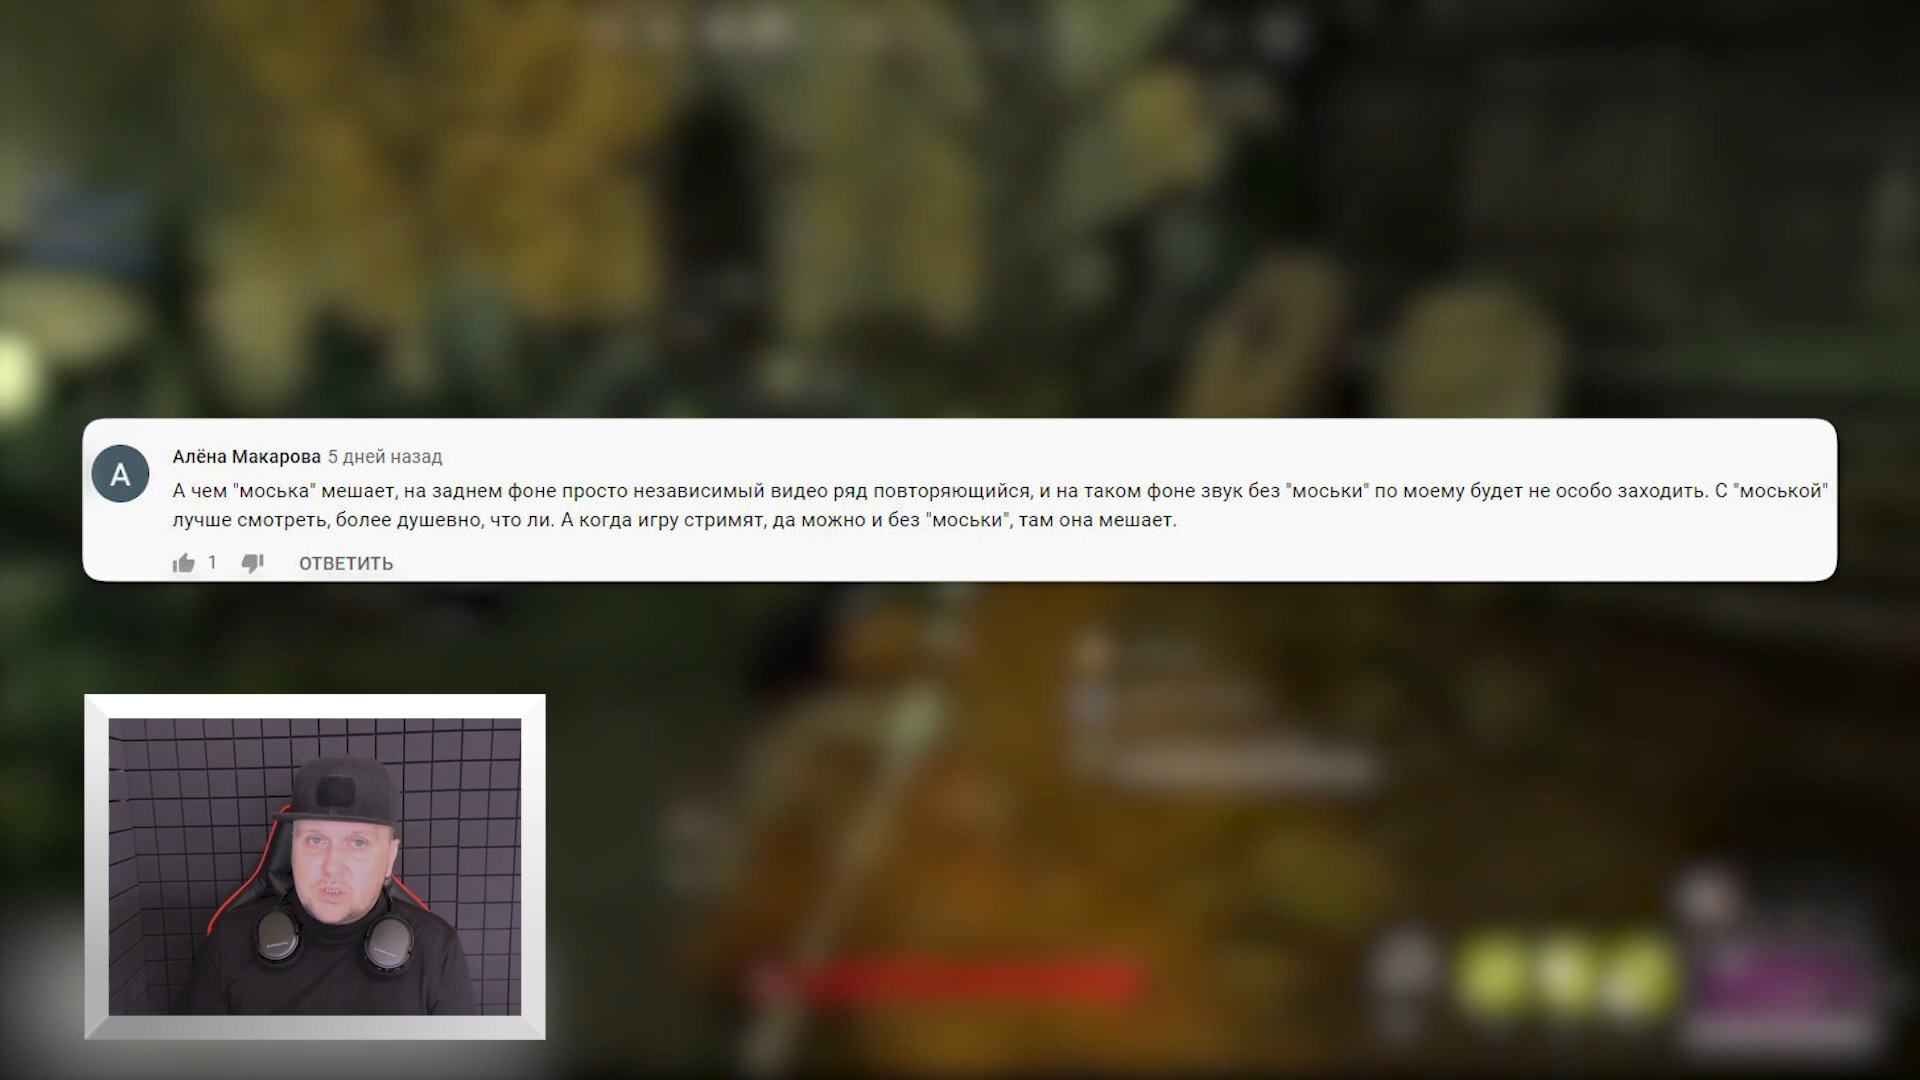 А
Алёна Макарова 5 дней назад
А чем "моська" мешает, на заднем фоне просто независимый видео ряд повторяющийся, и на таком фоне звук без "моськи" по моему будет не особо заходить. С "моськой"
лучше смотреть, более душевно, что ли. А когда игру стримят, да можно и без "моськи", там она мешает.
1 ОТВЕТИТЬ